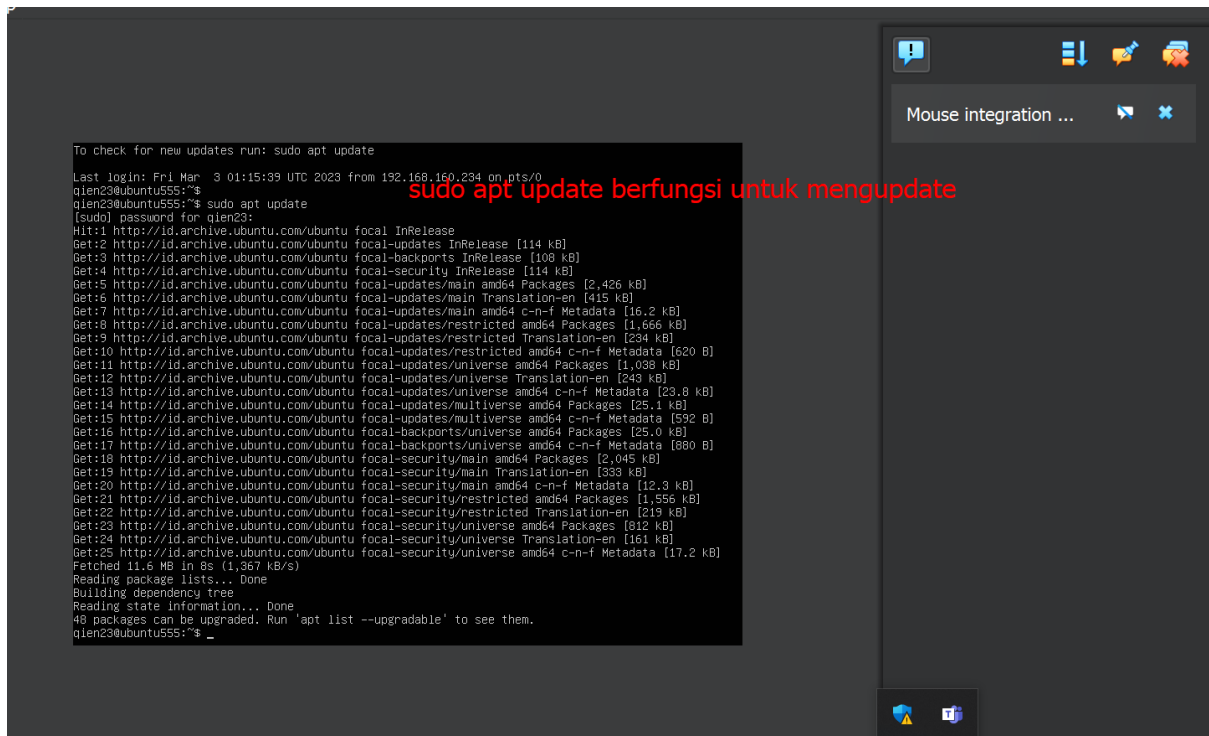 To check for new updates run: sudo apt update
Last login: Fri Mar  3 01:15:39 UTC 2023 from 192.168.160.234 on pts/0
qien23@ubuntu555:~$
sudo apt update berfungsi untuk mengupdate
qien23@ubuntu555:~$ sudo apt update
[sudo] password for qien23:
Hit:1 http://id.archive.ubuntu.com/ubuntu focal InRelease
Get:2 http://id.archive.ubuntu.com/ubuntu focal-updates InRelease [114 kB]
Get:3 http://id.archive.ubuntu.com/ubuntu focal-backports InRelease [108 kB]
Get:4 http://id.archive.ubuntu.com/ubuntu focal-security InRelease [114 kB]
Get:5 http://id.archive.ubuntu.com/ubuntu focal-updates/main amd64 Packages [2,426 kB]
Get:6 http://id.archive.ubuntu.com/ubuntu focal-updates/main Translation-en [415 kB]
Get:7 http://id.archive.ubuntu.com/ubuntu focal-updates/main amd64 c-n-f Metadata [16.2 kB]
Get:8 http://id.archive.ubuntu.com/ubuntu focal-updates/restricted amd64 Packages [1,666 kB]
Get:9 http://id.archive.ubuntu.com/ubuntu focal-updates/restricted Translation-en [234 kB]
Get:10 http://id.archive.ubuntu.com/ubuntu focal-updates/restricted amd64 c-n-f Metadata [620 B]
Get:11 http://id.archive.ubuntu.com/ubuntu focal-updates/universe amd64 Packages [1,038 kB]
Get:12 http://id.archive.ubuntu.com/ubuntu focal-updates/universe Translation-en [243 kB]
Get:13 http://id.archive.ubuntu.com/ubuntu focal-updates/universe amd64 c-n-f Metadata [23.8 kB]
Get:14 http://id.archive.ubuntu.com/ubuntu focal-updates/multiverse amd64 Packages [25.1 kB]
Get:15 http://id.archive.ubuntu.com/ubuntu focal-updates/multiverse amd64 c-n-f Metadata [592 B]
Get:16 http://id.archive.ubuntu.com/ubuntu focal-backports/universe amd64 Packages [25.0 kB]
Get:17 http://id.archive.ubuntu.com/ubuntu focal-backports/universe amd64 c-n-f Metadata [880 B]
Get:18 http://id.archive.ubuntu.com/ubuntu focal-security/main amd64 Packages [2,045 kB]
Get:19 http://id.archive.ubuntu.com/ubuntu focal-security/main Translation-en [333 kB]
Get:20 http://id.archive.ubuntu.com/ubuntu focal-security/main amd64 c-n-f Metadata [12.3 kB]
Get:21 http://id.archive.ubuntu.com/ubuntu focal-security/restricted amd64 Packages [1,556 kB]
Get:22 http://id.archive.ubuntu.com/ubuntu focal-security/restricted Translation-en [219 kB]
Get:23 http://id.archive.ubuntu.com/ubuntu focal-security/universe amd64 Packages [812 kB]
Get:24 http://id.archive.ubuntu.com/ubuntu focal-security/universe Translation-en [161 kB]
Get:25 http://id.archive.ubuntu.com/ubuntu focal-security/universe amd64 c-n-f Metadata [17.2 kB]
Fetched 11.6 MB in 8s (1,367 kB/s)
Reading package lists... Done
Building dependency tree
Reading state information... Done
48 packages can be upgraded. Run 'apt list --upgradable' to see them.
qien23@ubuntu555:~$ _
Mouse integration ...